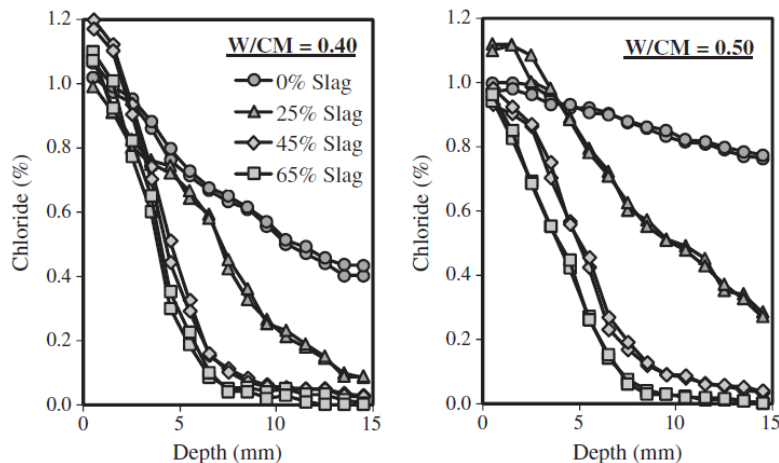 W/CM = 0.40
0% Slag
25% Slag
45% Slag
65% Slag
Chloride (%)
1.2
1.0
0.8
0.6
0.4
0.2
0.0
0 5 10 15
Depth (mm)
W/CM = 0.50
Chloride (%)
1.2
1.0
0.8
0.6
0.4
0.2
0.0
0 5 10 15
Depth (mm)